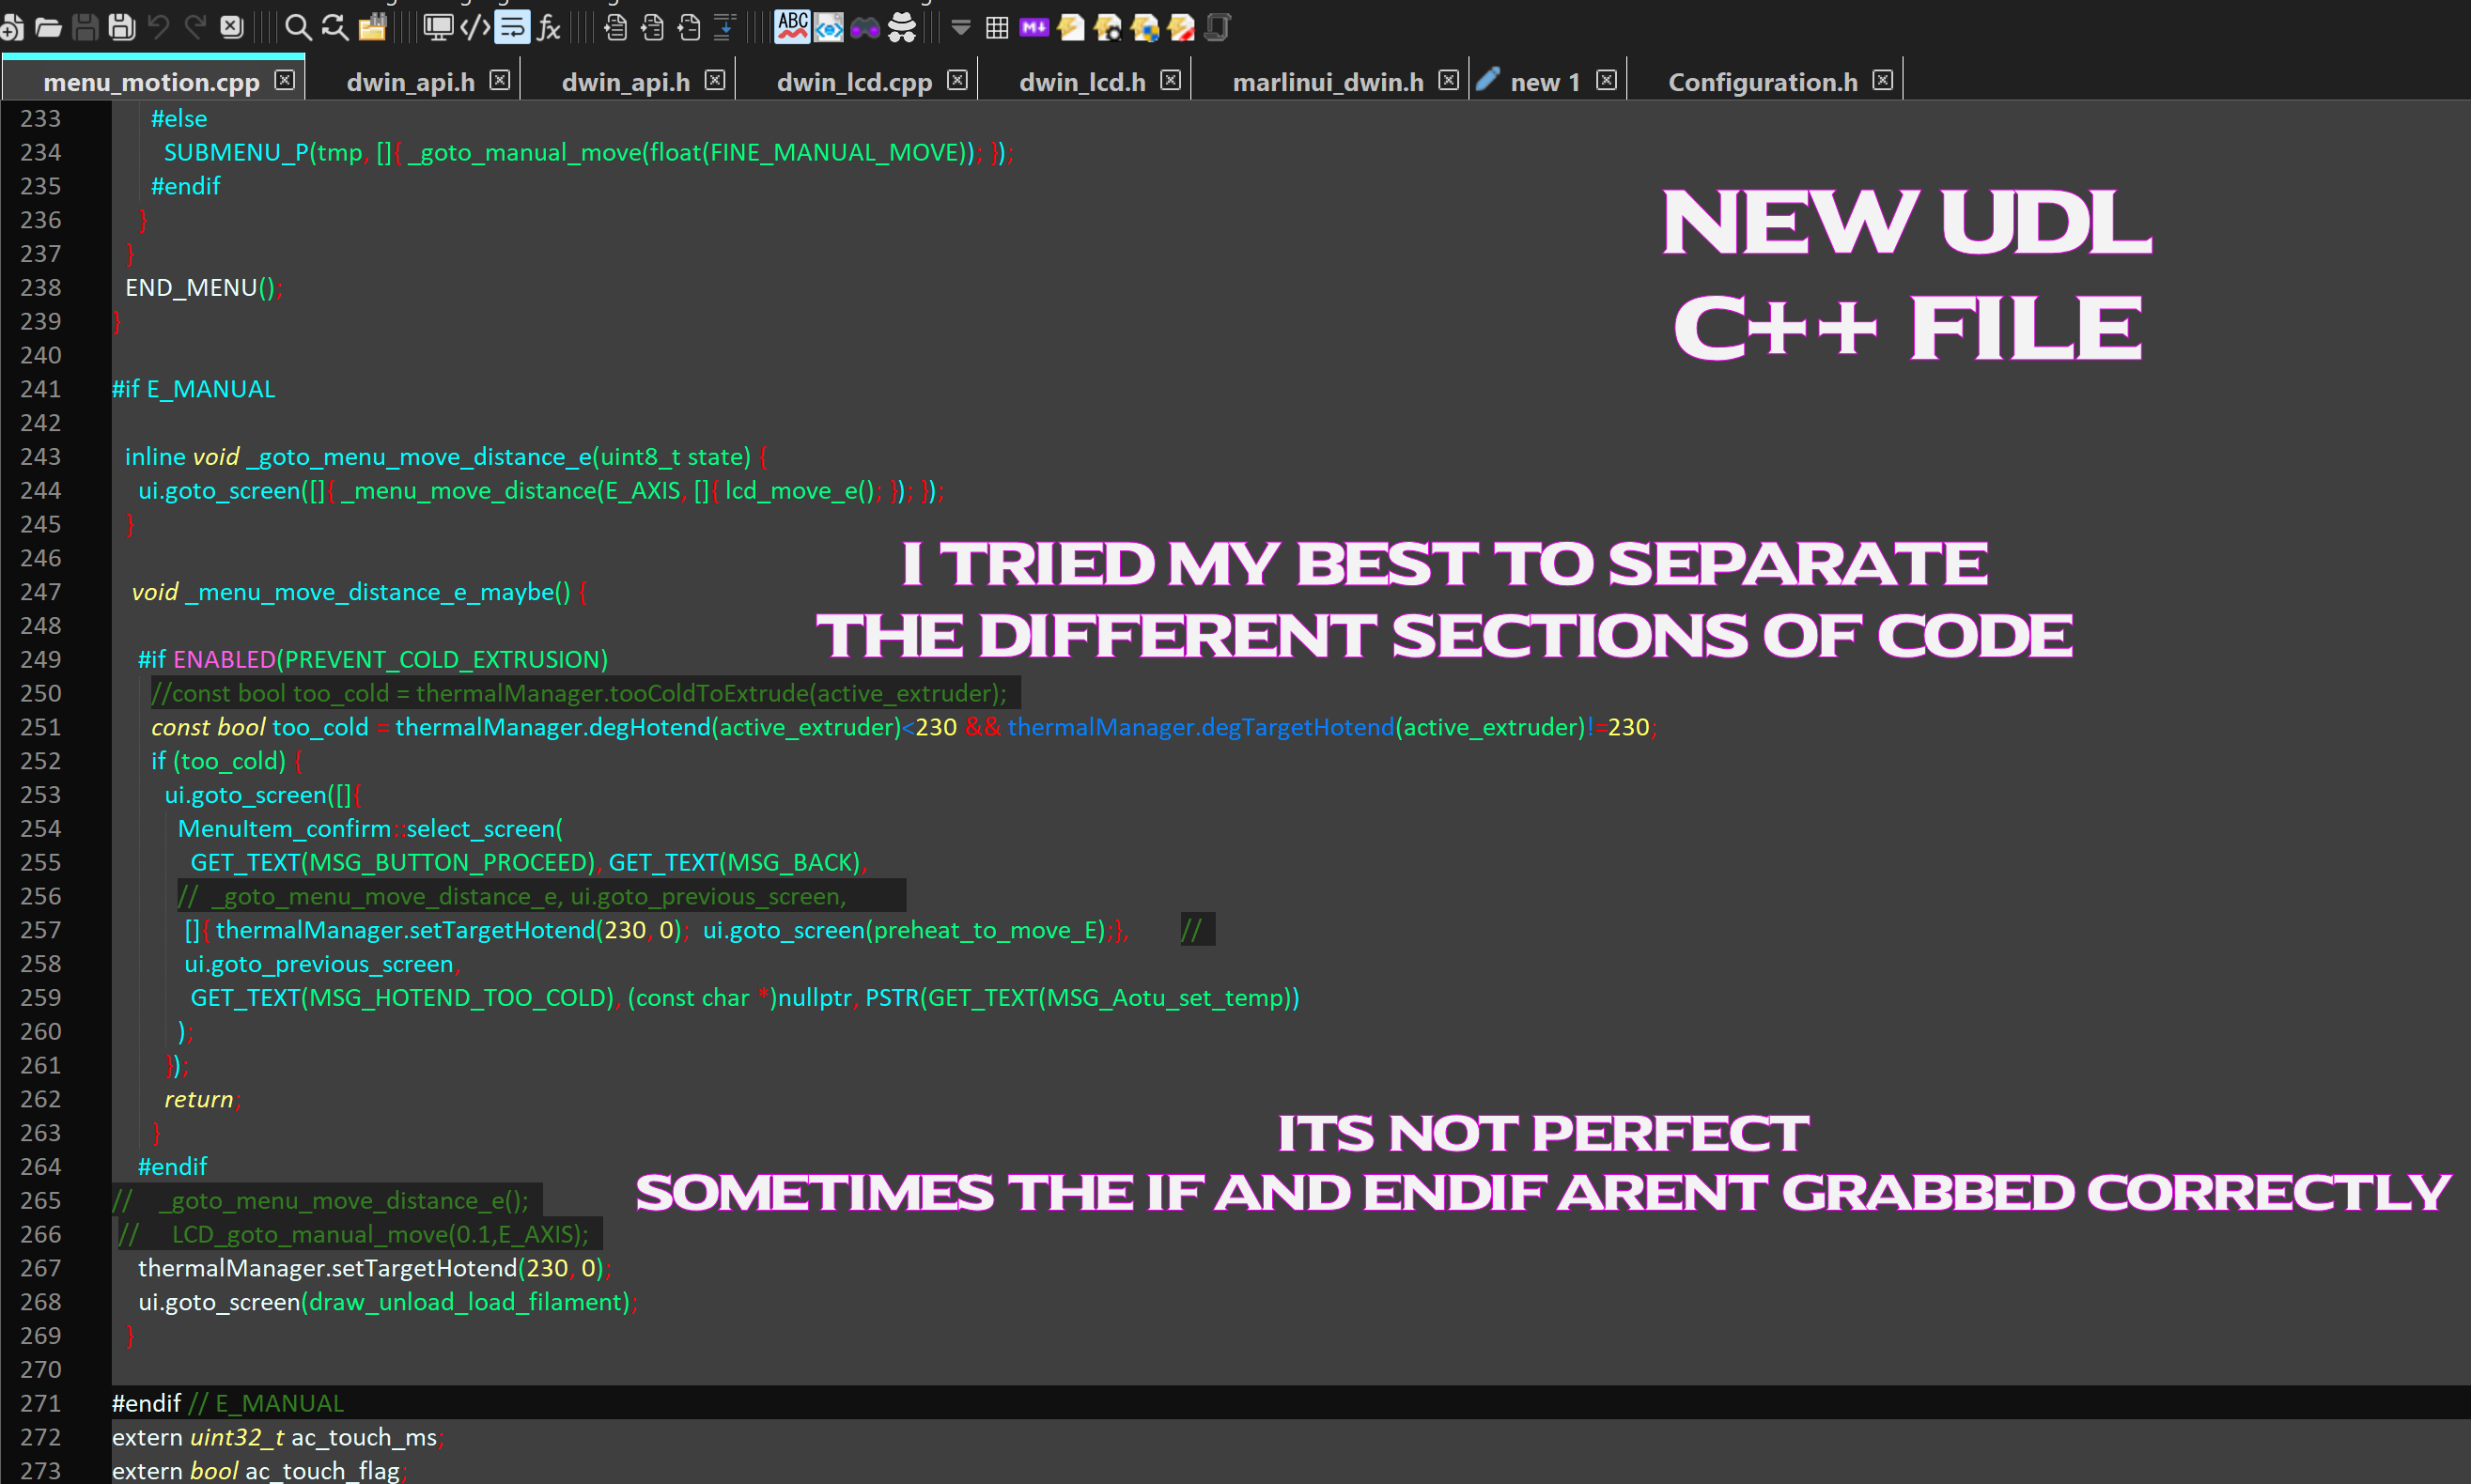 ABC
fx
M↓
menu_motion.cpp dwin_api.h dwin_api.h dwin_lcd.cpp dwin_lcd.h marlinui_dwin.h new 1 Configuration.h
233 #else
234 SUBMENU_P(tmp, []{ _goto_manual_move(float(FINE_MANUAL_MOVE)); });
235 #endif
236 }
237 }
238 END_MENU();
239 }
240
241 #if E_MANUAL
242
243 inline void _goto_menu_move_distance_e(uint8_t state) {
244 ui.goto_screen([]{ _menu_move_distance(E_AXIS, []{ lcd_move_e(); }); });
245 }
246
247 void _menu_move_distance_e_maybe() {
248
249 #if ENABLED(PREVENT_COLD_EXTRUSION)
250 //const bool too_cold = thermalManager.tooColdToExtrude(active_extruder);
251 const bool too_cold = thermalManager.degHotend(active_extruder)<230 && thermalManager.degTargetHotend(active_extruder)!=230;
252 if (too_cold) {
253 ui.goto_screen([]{
254 MenuItem_confirm::select_screen(
255 GET_TEXT(MSG_BUTTON_PROCEED), GET_TEXT(MSG_BACK),
256 // _goto_menu_move_distance_e, ui.goto_previous_screen,
257 []{ thermalManager.setTargetHotend(230, 0); ui.goto_screen(preheat_to_move_E);}, //
258 ui.goto_previous_screen,
259 GET_TEXT(MSG_HOTEND_TOO_COLD), (const char *)nullptr, PSTR(GET_TEXT(MSG_Aotu_set_temp))
260 );
261 });
262 return;
263 }
264 #endif
265 // _goto_menu_move_distance_e();
266 // LCD_goto_manual_move(0.1,E_AXIS);
267 thermalManager.setTargetHotend(230, 0);
268 ui.goto_screen(draw_unload_load_filament);
269 }
270
271 #endif // E_MANUAL
272 extern uint32_t ac_touch_ms;
273 extern bool ac_touch_flag;
NEW UDL
C++ FILE
I TRIED MY BEST TO SEPARATE
THE DIFFERENT SECTIONS OF CODE
ITS NOT PERFECT
SOMETIMES THE IF AND ENDIF ARENT GRABBED CORRECTLY